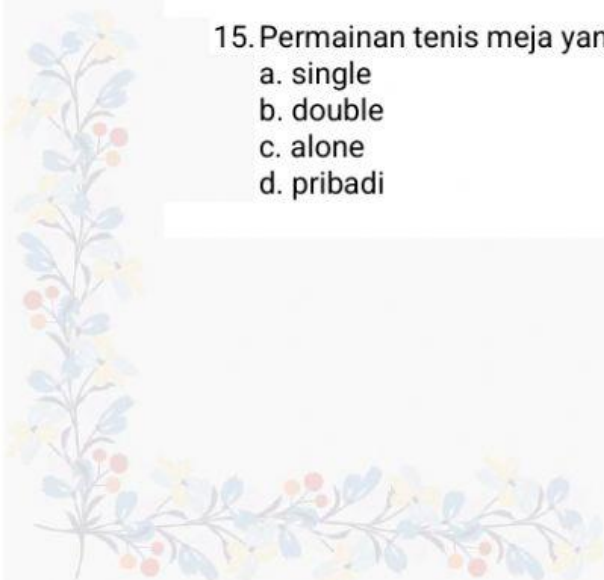 15. Permainan tenis meja
a. single
b. double
c. alone
d. pribadi